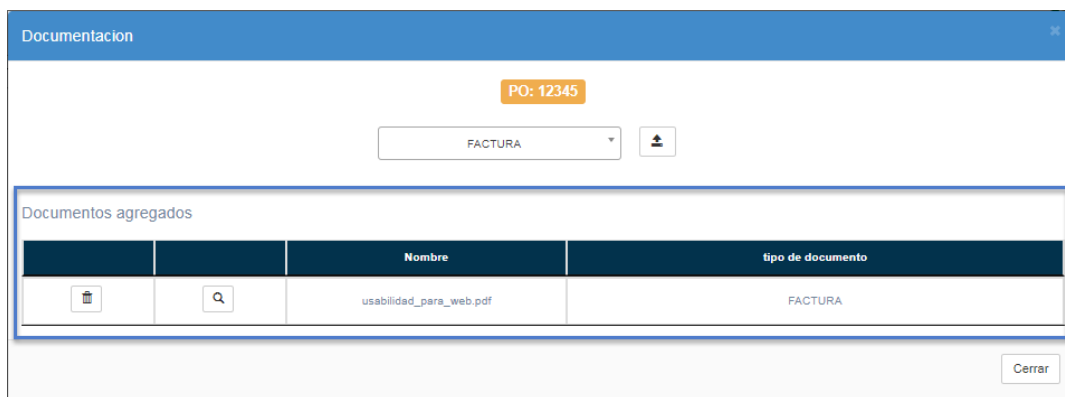 Documentacion
PO: 12345
FACTURA
Documentos agregados
Nombre tipo de documento
usabilidad_para_web.pdf FACTURA
Cerrar